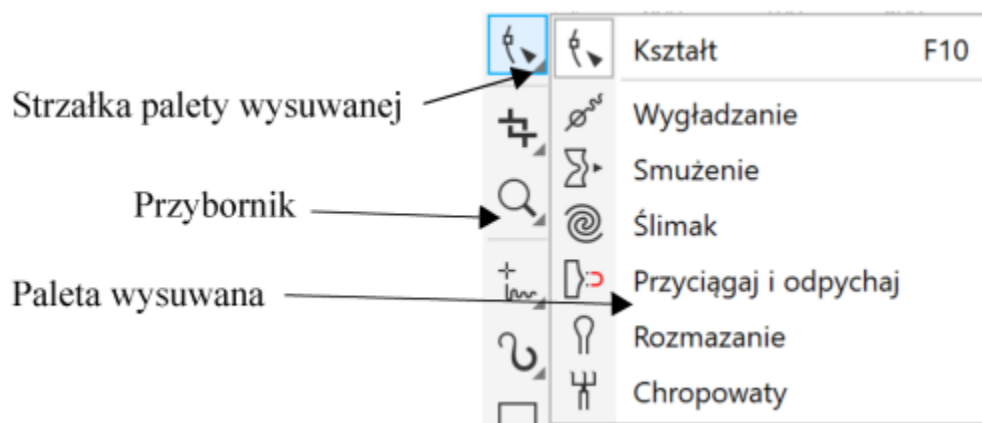 Kształt F10
Strzałka palety wysuwanej
Wygładzanie
Smużenie
Przybornik
Ślimak
Paleta wysuwana
Przyciągaj i odpychaj
Rozmazanie
Chropowaty